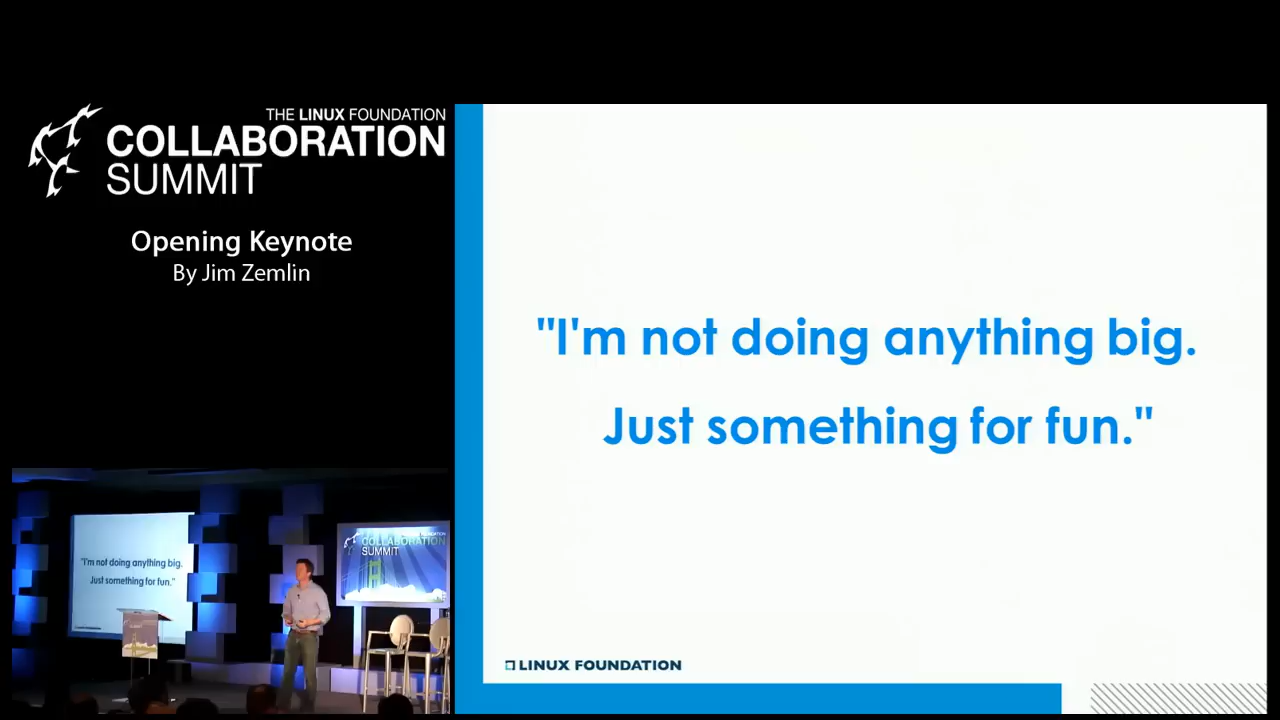 THE LINUX FOUNDATION
COLLABORATION
SUMMIT
Opening Keynote
By Jim Zemlin
"I'm not doing anything big.
Just something for fun."
LINUX FOUNDATION
"I'm not doing anything big.
Just something for fun."
COLLABORATION
SUMMIT